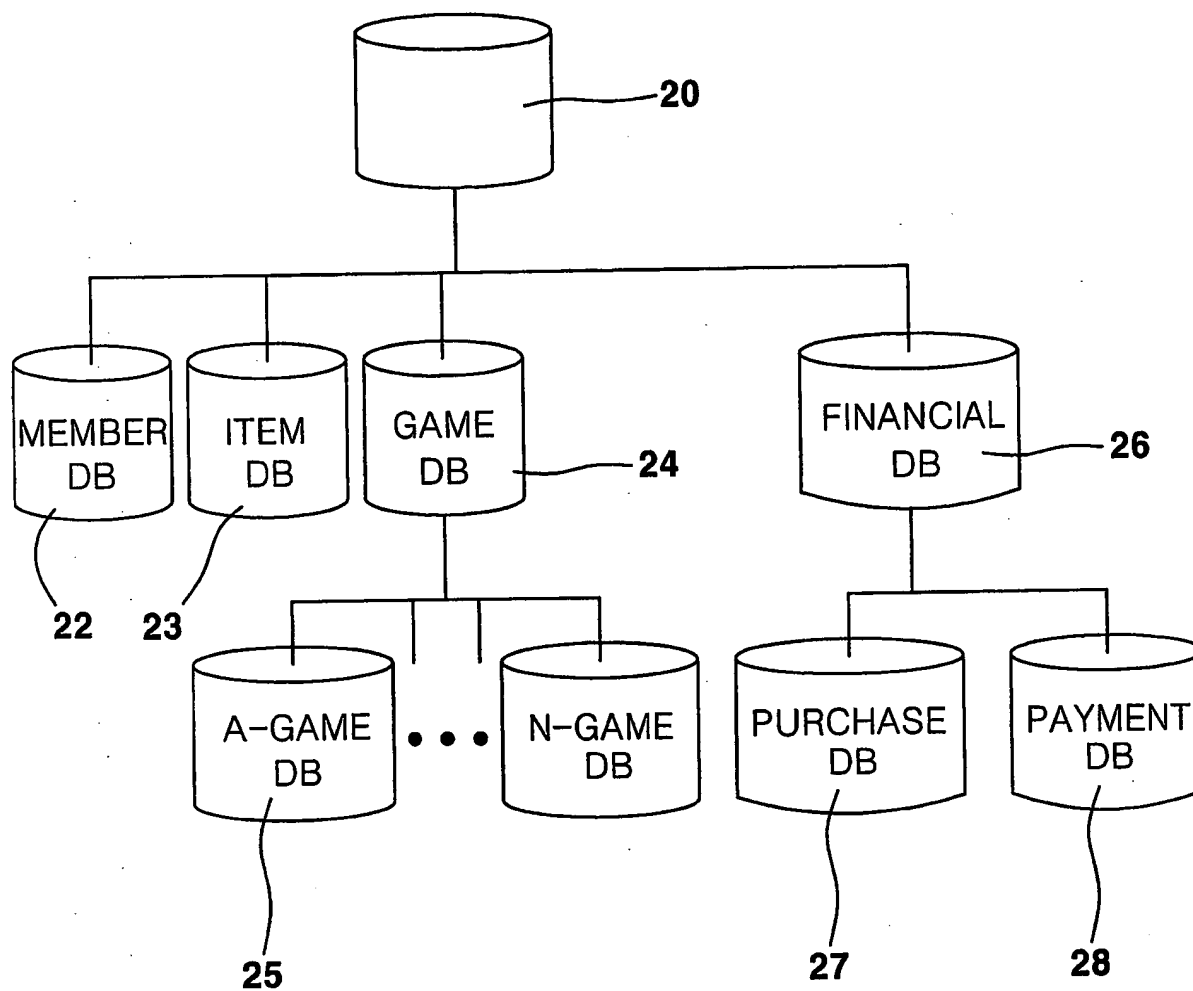 20
MEMBER
DB
ITEM
DB
GAME
DB
24
FINANCIAL
DB
26
22
23
A-GAME
DB
N-GAME
DB
PURCHASE
DB
PAYMENT
DB
25
27
28